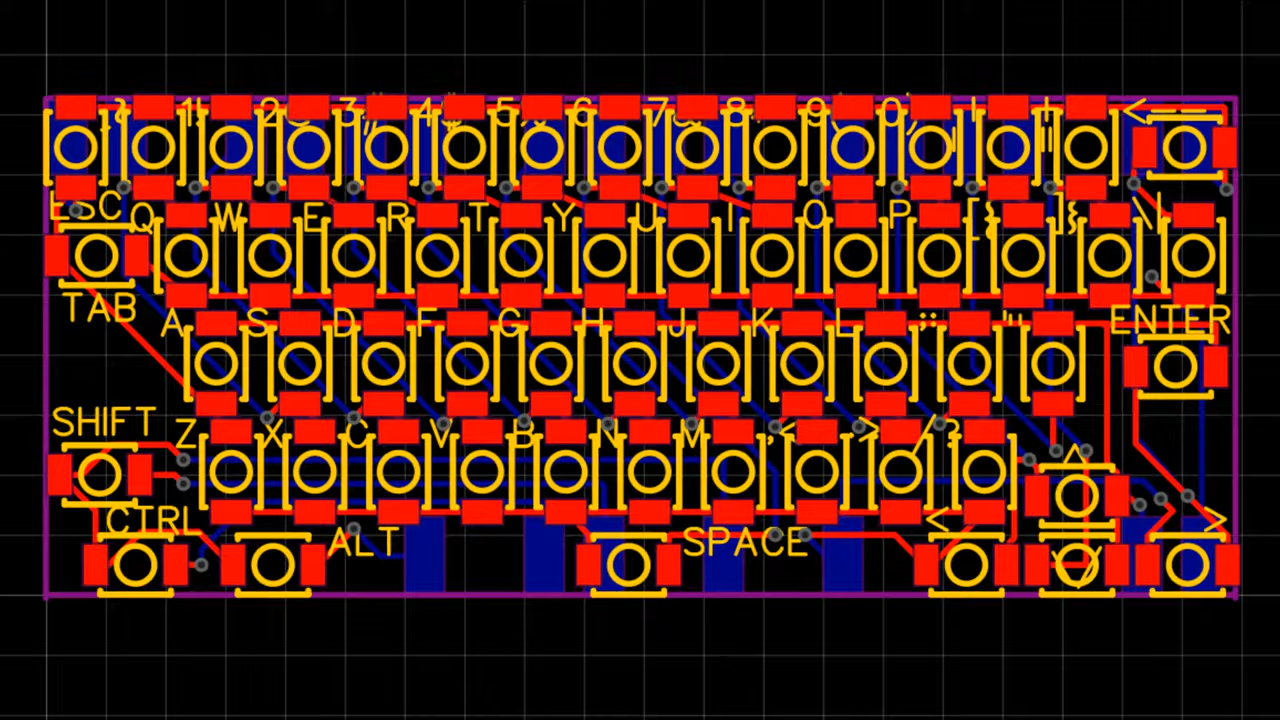 1 2 3 4 5 6 7 8 9 0 <—
ESC Q W E R T Y U I O P [{ ]} \|
TAB A S D F G H J K L ;: '" ENTER
SHIFT Z X C V B N M ,< .> /?
CTRL ALT SPACE < ^ V >